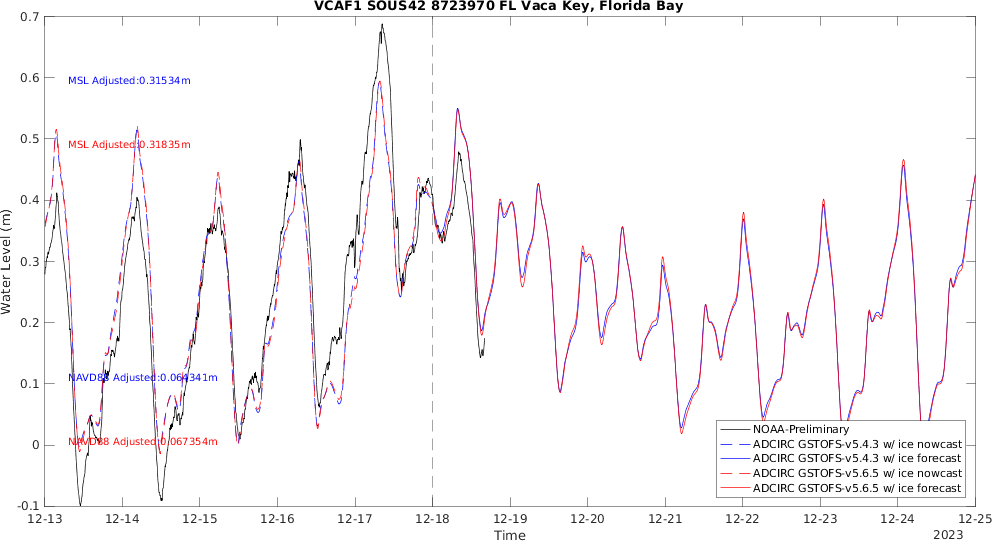 VCAF1 SOUS42 8723970 FL Vaca Key, Florida Bay
0.7
0.6
0.5
0.4
0.3
0.2
0.1
0
-0.1
Water Level (m)
MSL Adjusted:0.31534m
MSL Adjusted:0.31835m
NAVD88 Adjusted:0.064341m
NAVD88 Adjusted:0.067354m
NOAA-Preliminary
ADCIRC GSTOFS-v5.4.3 w/ ice nowcast
ADCIRC GSTOFS-v5.4.3 w/ ice forecast
ADCIRC GSTOFS-v5.6.5 w/ ice nowcast
ADCIRC GSTOFS-v5.6.5 w/ ice forecast
12-13 12-14 12-15 12-16 12-17 12-18 12-19 12-20 12-21 12-22 12-23 12-24 12-25
Time
2023